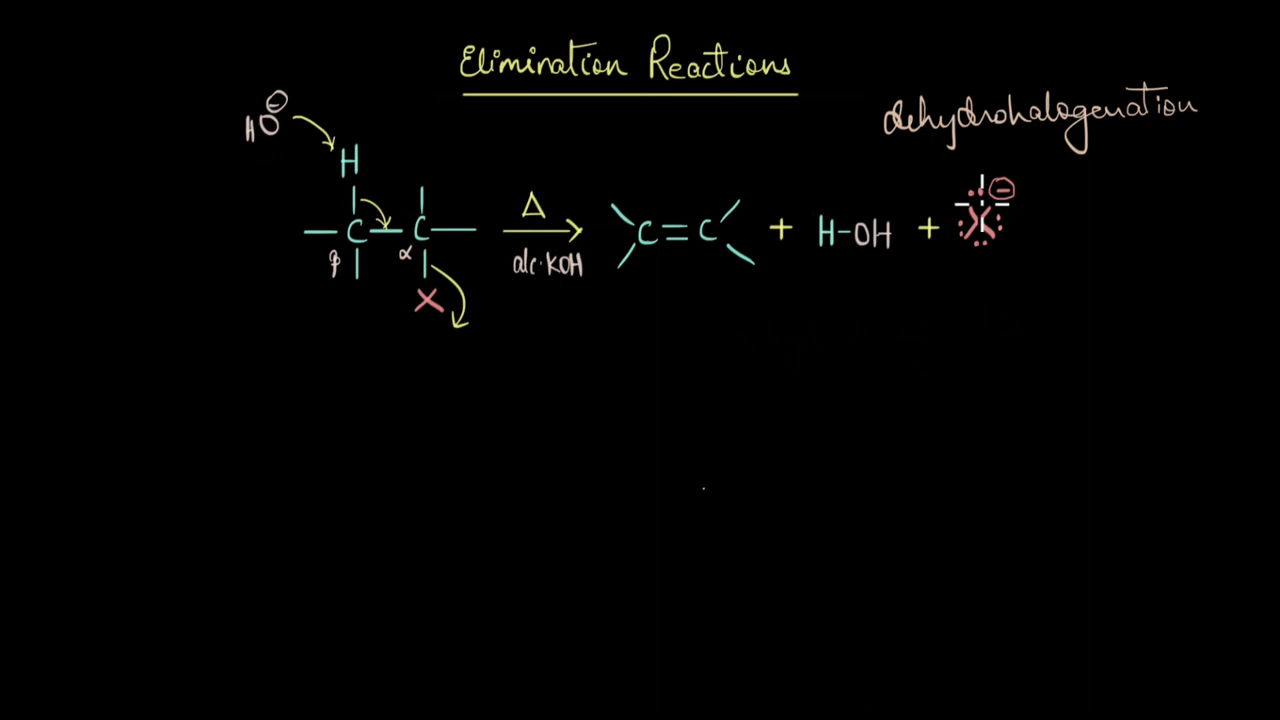 Elimination Reactions
dehydrohalogenation
HO⊖
H
— C — C — Δ C = C + H-OH + X⊖
β α alc·KOH
X